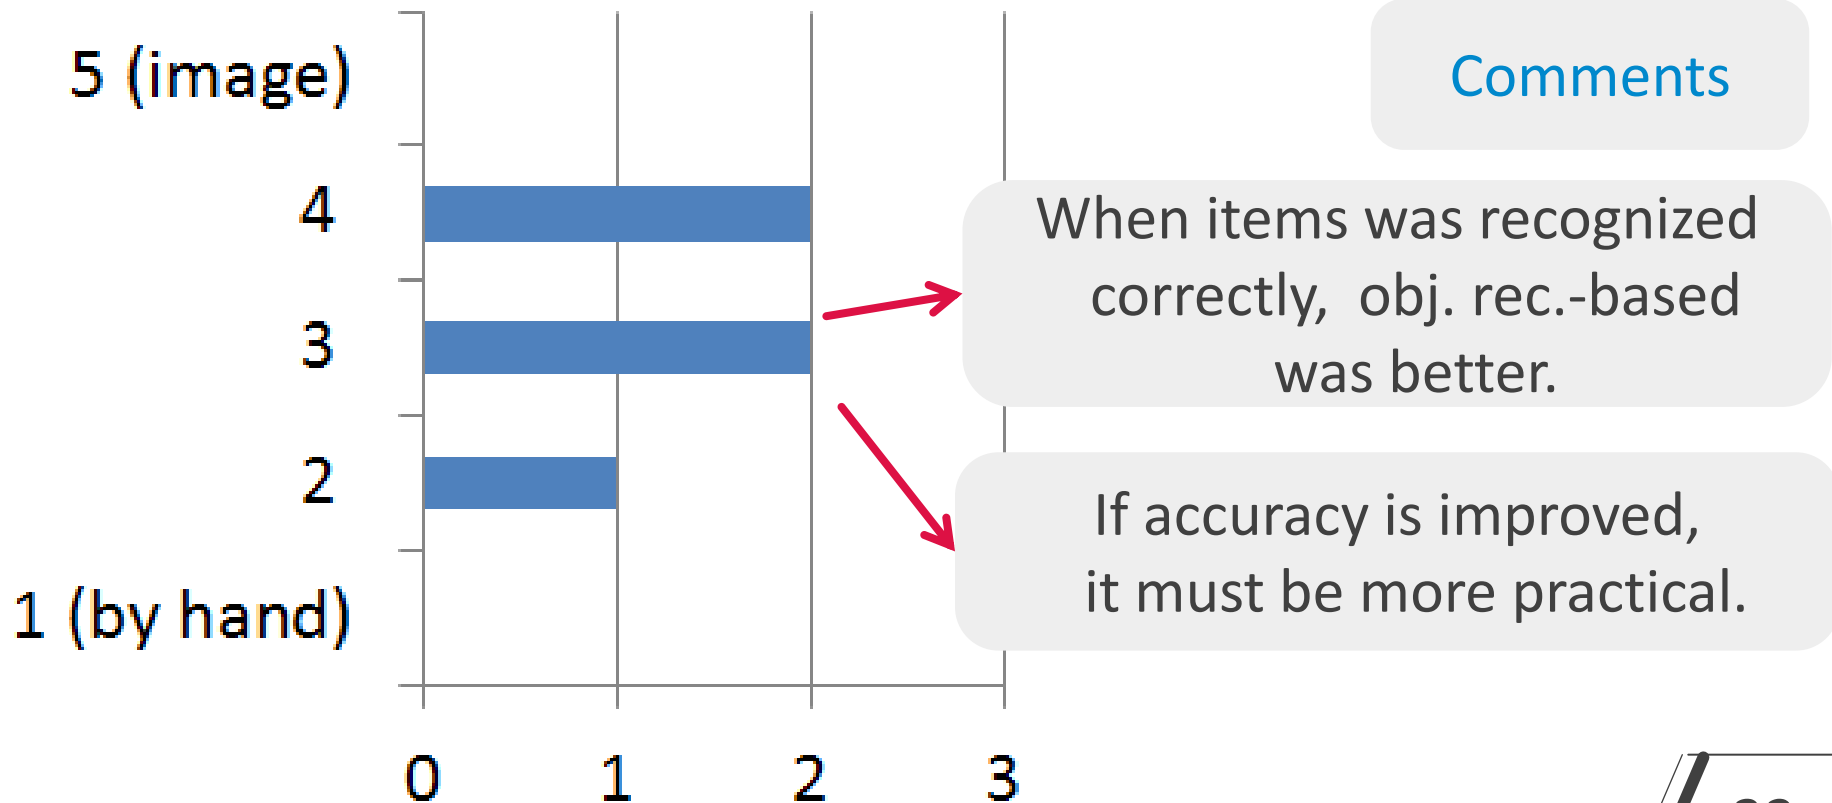 5 (image)
4
3
2
1 (by hand)
0 1 2 3
Comments
When items was recognized
correctly, obj. rec.-based
was better.
If accuracy is improved,
it must be more practical.